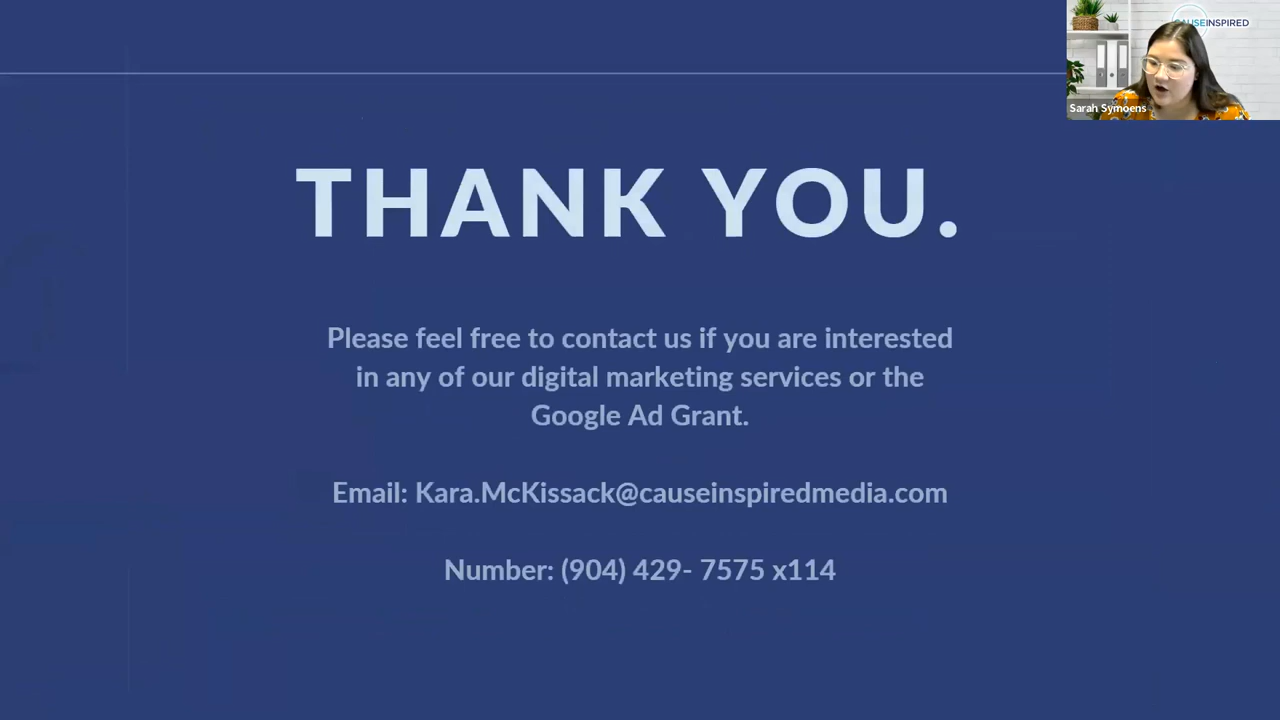 CAUSEINSPIRED
Sarah Symoens
THANK YOU.
Please feel free to contact us if you are interested
in any of our digital marketing services or the
Google Ad Grant.
Email: Kara.McKissack@causeinspiredmedia.com
Number: (904) 429- 7575 x114